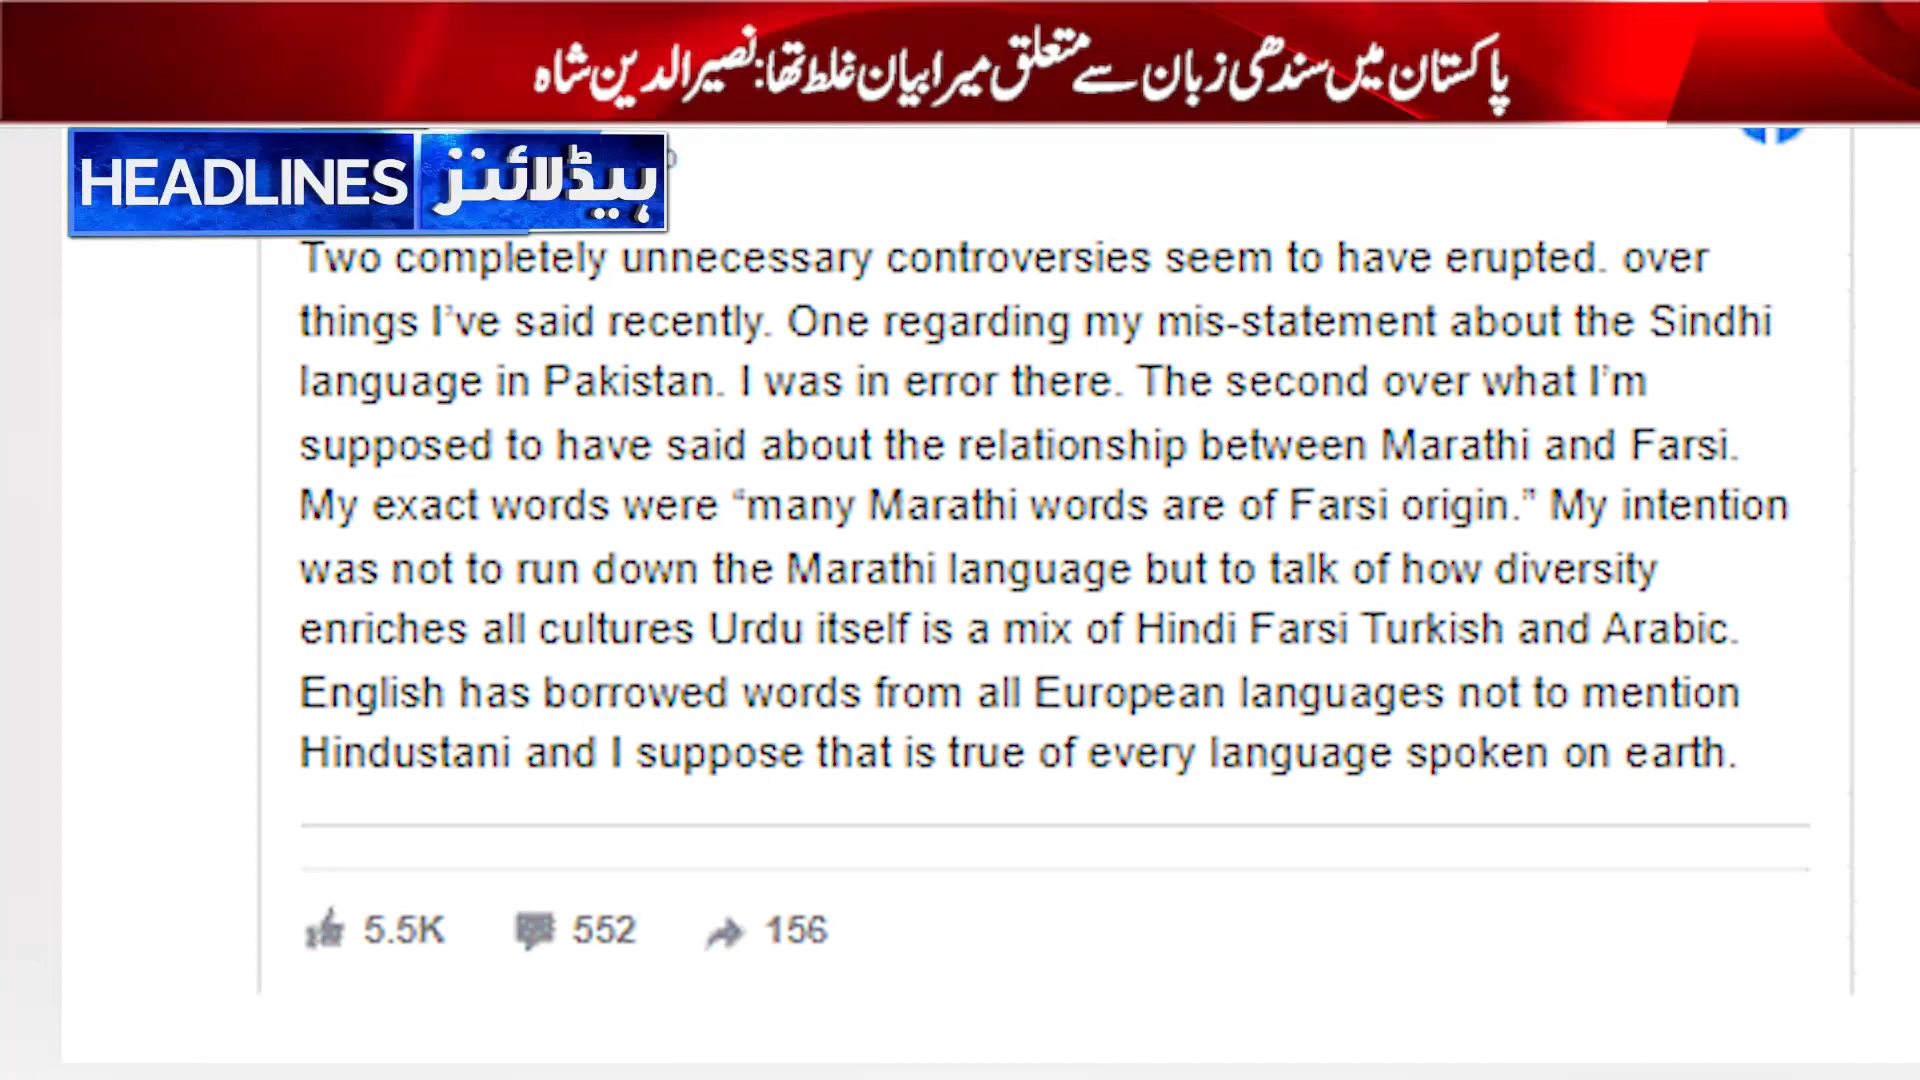 پاکستان میں سندھی زبان سے متعلق میرا بیان غلط تھا: نصیر الدین شاہ
HEADLINES ہیڈلائنز
Two completely unnecessary controversies seem to have erupted. over
things I’ve said recently. One regarding my mis-statement about the Sindhi
language in Pakistan. I was in error there. The second over what I’m
supposed to have said about the relationship between Marathi and Farsi.
My exact words were “many Marathi words are of Farsi origin.” My intention
was not to run down the Marathi language but to talk of how diversity
enriches all cultures Urdu itself is a mix of Hindi Farsi Turkish and Arabic.
English has borrowed words from all European languages not to mention
Hindustani and I suppose that is true of every language spoken on earth.
5.5K 552 156